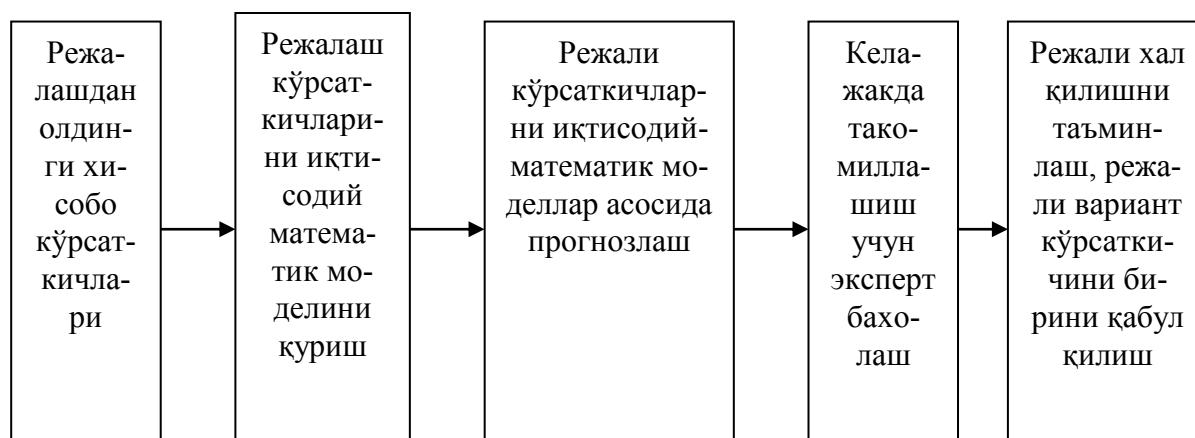 Режа-
лашдан
олдин-
ги хи-
собо
кўрсат-
кичла-
ри
Режалаш
кўрсат-
кичлари-
ни иқти-
содий
матема-
тик мо-
делини
қуриш
Режали
кўрсаткичлар-
ни иқтисодий-
математик мо-
деллар асосида
прогнозлаш
Кела-
жакда
тако-
милла-
шиш
учун
эксперт
бахо-
лаш
Режали хал
қилишни
таъмин-
лаш, режа-
ли вариант
кўрсатки-
чини би-
рини қабул
қилиш